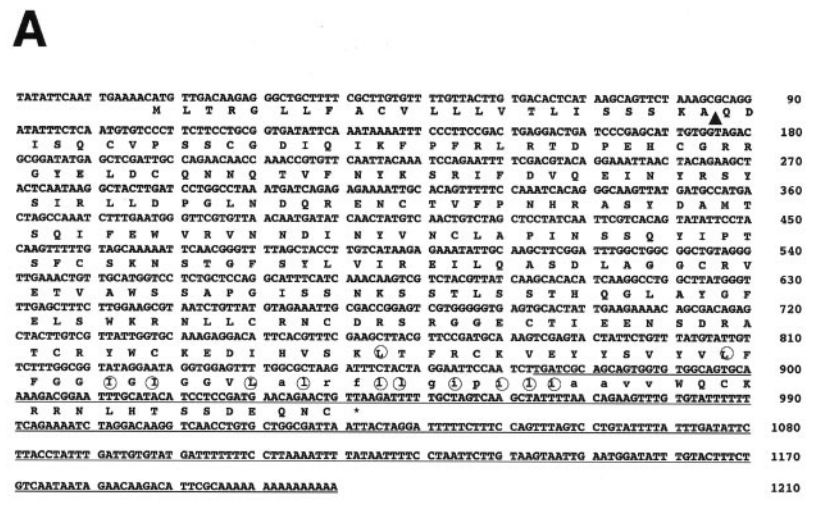 A
TATATTCAAT TGAAAACATG TTGACAAGAG GGCTGCTTTT CGCTTGTGTT TTGTTACTTG TGACACTCAT AAGCAGTTCT AAAGCGCAGG 90
M L T R G L L F A C V L L L V T L I S S S K A Q D
ATATTTCTCA ATGTGTCCCT TCTTCCTGCG GTGATATTCA AATAAAATTT CCCTTCCGAC TGAGGACTGA TCCCGAGCAT TGTGGTAGAC 180
I S Q C V P S S C G D I Q I K F P F R L R T D P E H C G R R
GCGGATATGA GCTCGATTGC CAGAACAACC AAACCGTGTT CAATTACAAA TCCAGAATTT TCGACGTACA GGAAATTAAC TACAGAAGCT 270
G Y E L D C Q N N Q T V F N Y K S R I F D V Q E I N Y R S Y
ACTCAATAAG GCTACTTGAT CCTGGCCTAA ATGATCAGAG AGAAAATTGC ACAGTTTTTC CAAATCACAG GGCAAGTTAT GATGCCATGA 360
S I R L L D P G L N D Q R E N C T V F P N H R A S Y D A M T
CTAGCCAAAT CTTTGAATGG GTTCGTGTTA ACAATGATAT CAACTATGTC AACTGTCTAG CTCCTATCAA TTCGTCACAG TATATTCCTA 450
S Q I F E W V R V N N D I N Y V N C L A P I N S S Q Y I P T
CAAGTTTTTG TAGCAAAAAT TCAACGGGTT TTAGCTACCT TGTCATAAGA GAAATATTGC AAGCTTCGGA TTTGGCTGGC GGCTGTAGGG 540
S F C S K N S T G F S Y L V I R E I L Q A S D L A G G C R V
TTGAAACTGT TGCATGGTCC TCTGCTCCAG GCATTTCATC AAACAAGTCG TCTACGTTAT CAAGCACACA TCAAGGCCTG GCTTATGGGT 630
E T V A W S S A P G I S S N K S S T L S S T H Q G L A Y G F
TTGAGCTTTC TTGGAAGCGT AATCTGTTAT GTAGAAATTG CGACCGGAGT CGTGGGGGTG AGTGCACTAT TGAAGAAAAC AGCGACAGAG 720
E L S W K R N L L C R N C D R S R G G E C T I E E N S D R A
CTACTTGTCG TTATTGGTGC AAAGAGGACA TTCACGTTTC GAAGCTTACG TTCCGATGCA AAGTCGAGTA CTATTCTGTT TATGTATTGT 810
T C R Y W C K E D I H V S K L T F R C K V E Y Y S V Y V L F
TCTTTGGCGG TATAGGAATA GGTGGAGTTT TGGCGCTAAG ATTTCTACTA GGAATTCCAA TCTTGATCGC AGCAGTGGTG TGGCAGTGCA 900
F G G I G I G G V L a l r f l l g i p i l i a a v v W Q C K
AAAGACGGAA TTTGCATACA TCCTCCGATG AACAGAACTG TTAAGATTTT TGCTAGTCAA GCTATTTTAA CAGAAGTTTG TGTATTTTTT 990
R R N L H T S S D E Q N C *
TCAGAAAATC TAGGACAAGG TCAACCTGTG CTGGCGATTA ATTACTAGGA TTTTTCTTTC CAGTTTAGTC CTGTATTTTA TTTGATATTC 1080
TTACCTATTT GATTGTGTAT GATTTTTTTC CTTAAAATTT TATAATTTTC CTAATTCTTG TAAGTAATTG AATGGATATT TGTACTTTCT 1170
GTCAATAATA GAACAAGACA TTCGCAAAAA AAAAAAAAAA 1210